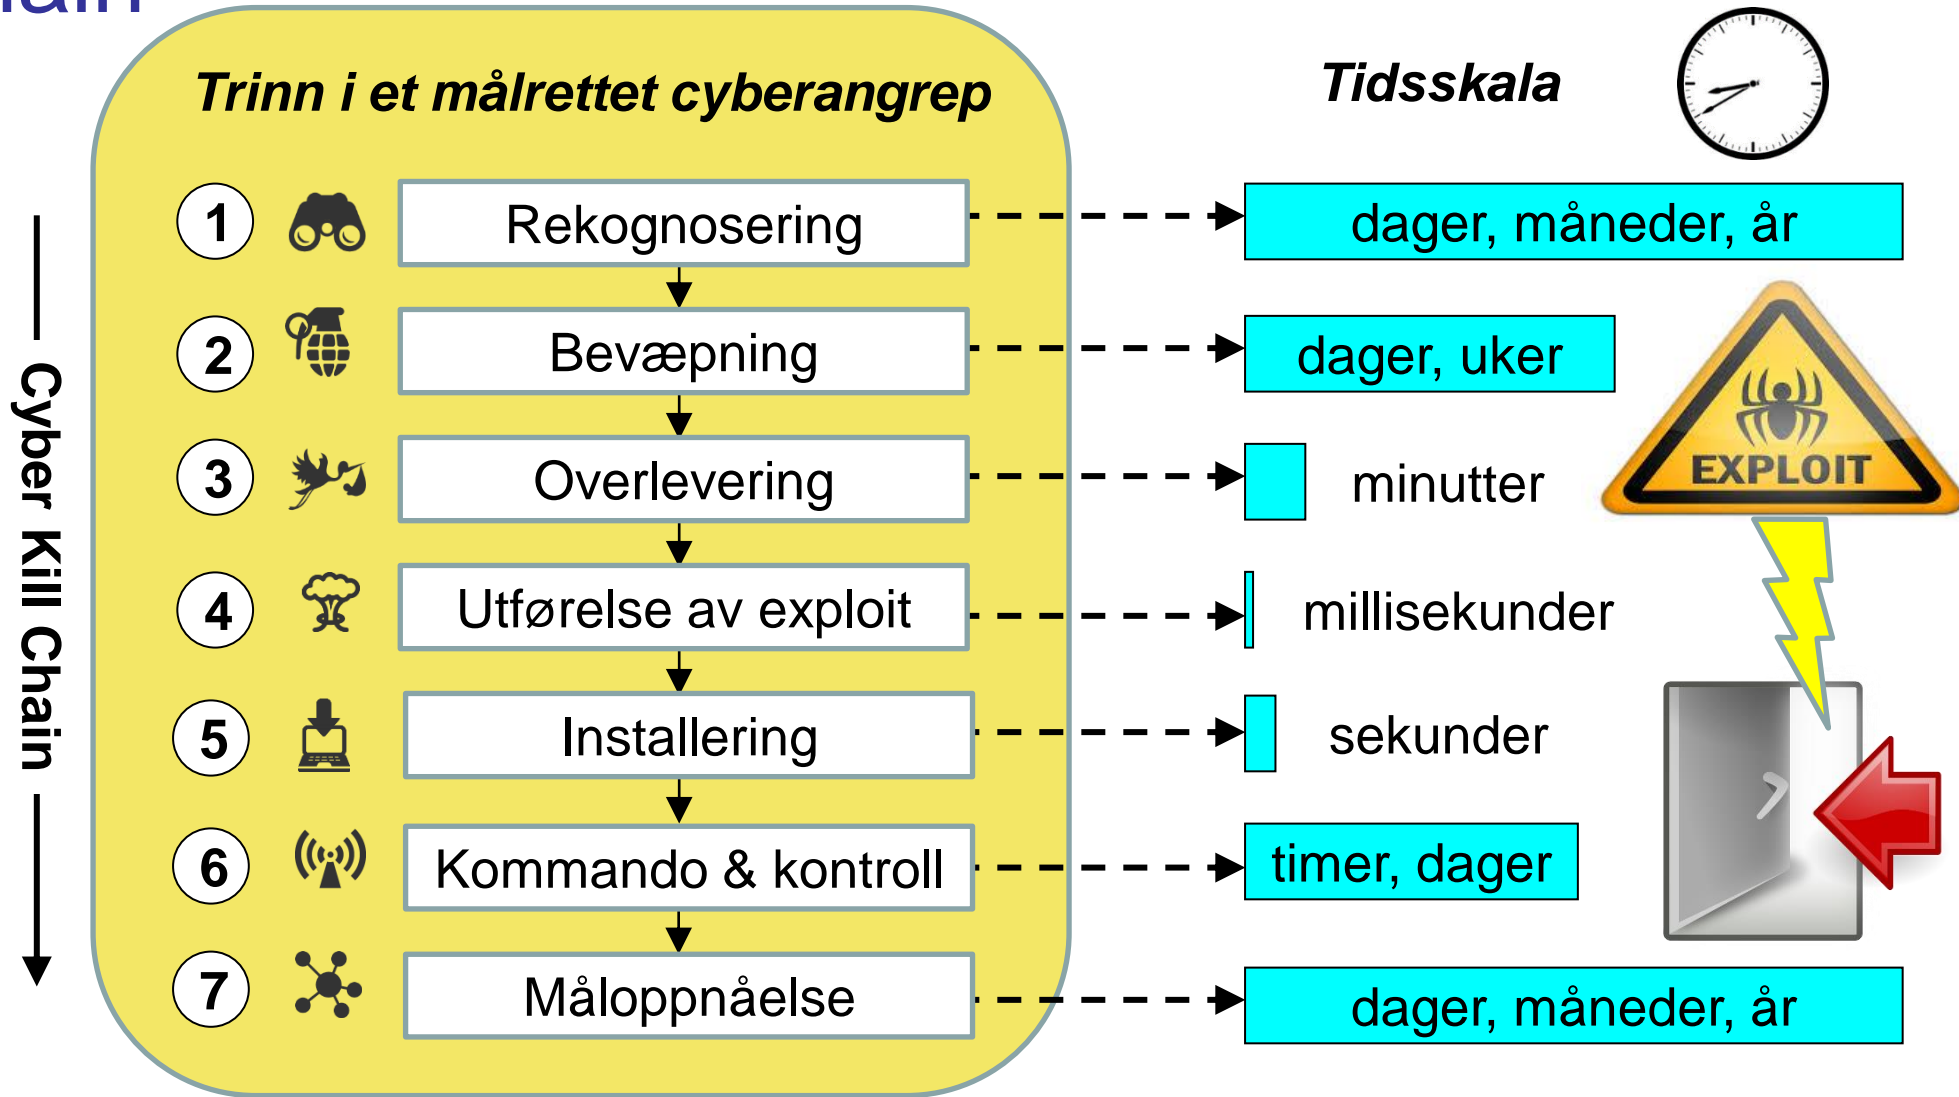 Trinn i et målrettet cyberangrep
Tidsskala
1 Rekognosering dager, måneder, år
2 Bevæpning dager, uker
3 Overlevering minutter
EXPLOIT
4 Utførelse av exploit millisekunder
5 Installering sekunder
6 Kommando & kontroll timer, dager
7 Måloppnåelse dager, måneder, år
Cyber Kill Chain